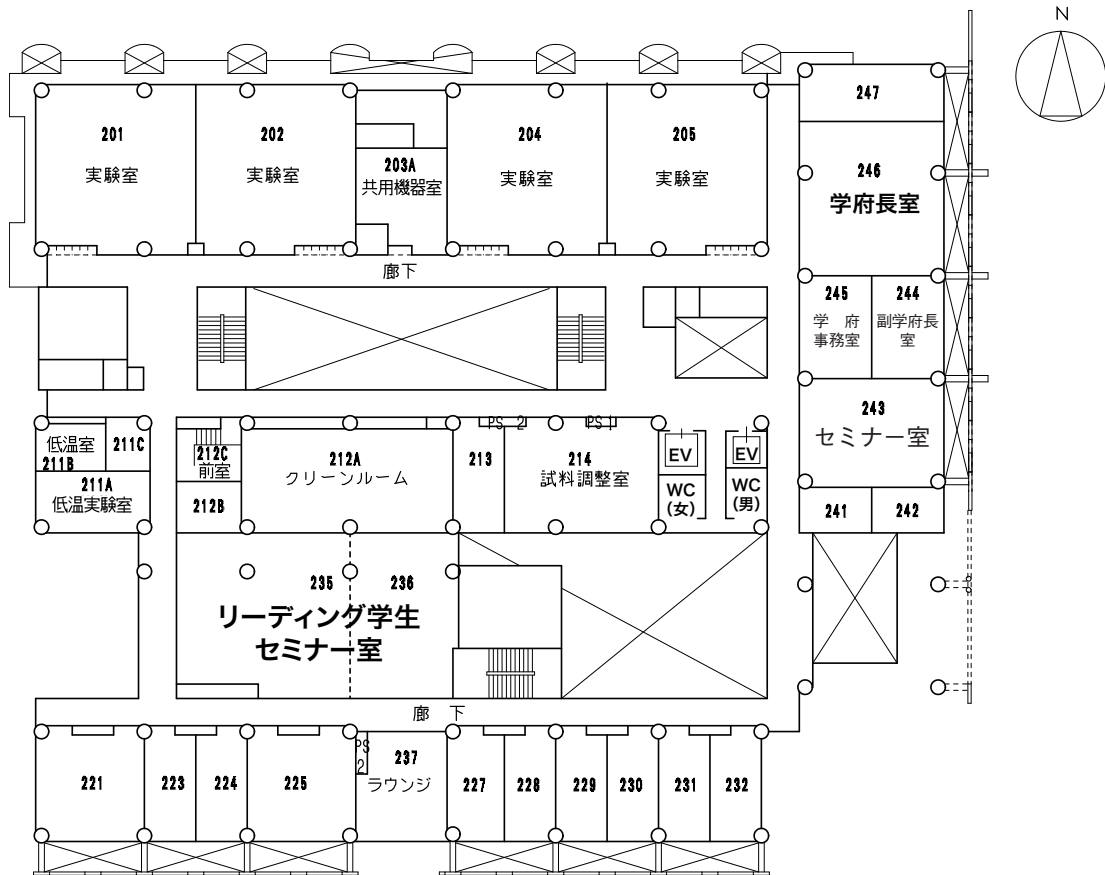 N
201
実験室
202
実験室
203A
共用機器室
204
実験室
205
実験室
247
246
学府長室
廊下
245
学 府
事務室
244
副学府長
室
243
セミナー室
241
242
低温室
211B
211C
211A
低温実験室
212C
前室
212B
212A
クリーンルーム
PS 2
213
PS 1
214
試料調整室
EV
WC
(女)
EV
WC
(男)
235
236
リーディング学生
セミナー室
廊 下
221
223
224
225
PS
2
237
ラウンジ
227
228
229
230
231
232